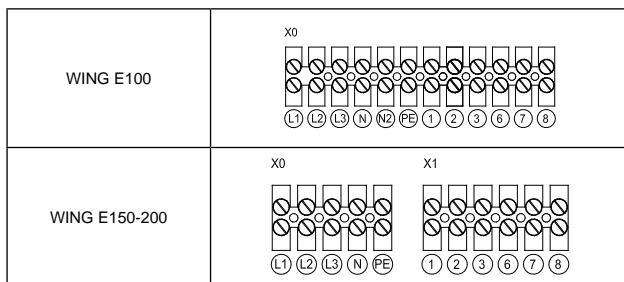 WING E100
X0
L1 L2 L3 N N2 PE 1 2 3 6 7 8
WING E150-200
X0 X1
L1 L2 L3 N PE 1 2 3 6 7 8